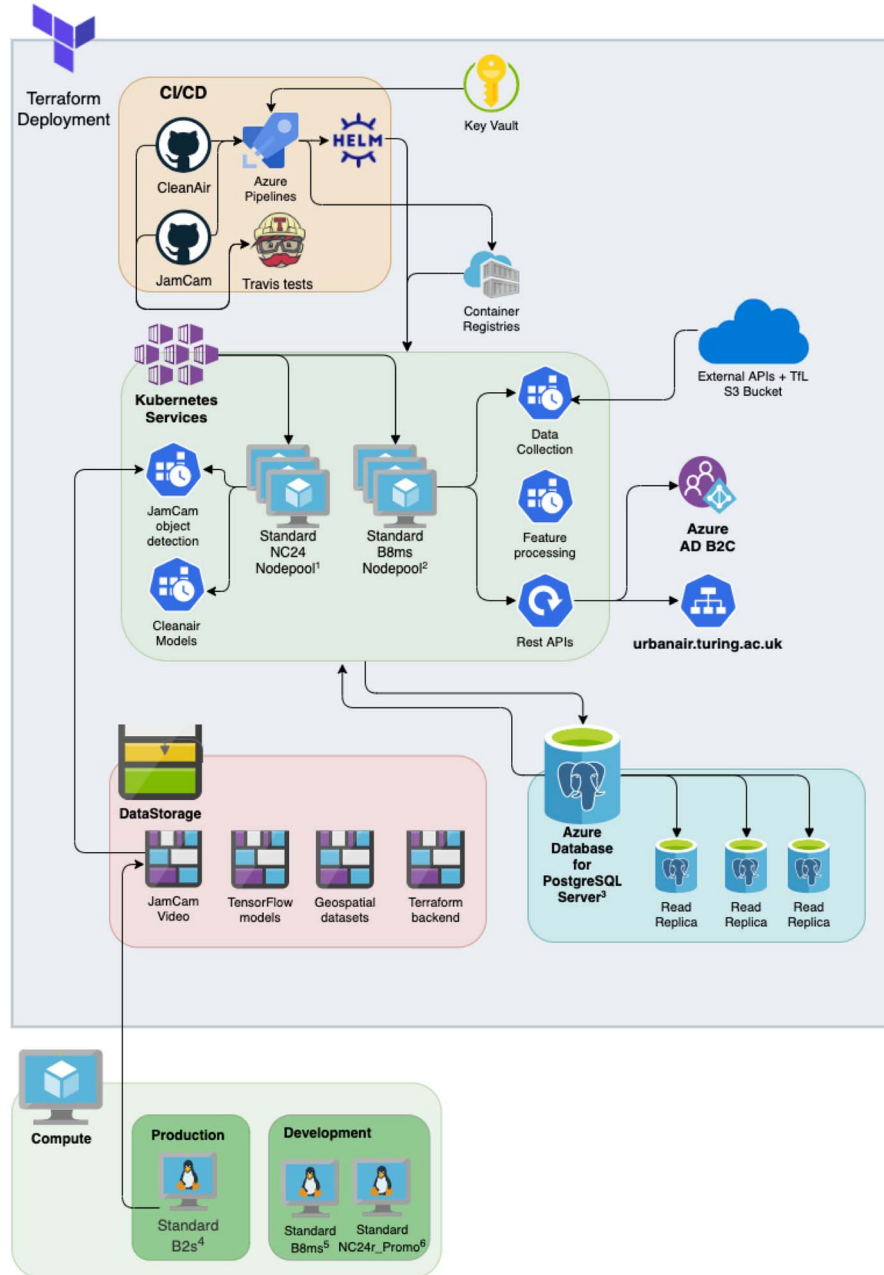 Terraform
Deployment
CI/CD
CleanAir
Azure
Pipelines
HELM
Key Vault
JamCam
T
Travis tests
Container
Registries
External APIs + TfL
S3 Bucket
Kubernetes
Services
Data
Collection
JamCam
object
detection
Standard
NC24
Nodepool¹
Standard
B8ms
Nodepool²
Feature
processing
Azure
AD B2C
Cleanair
Models
Rest APIs
urbanair.turing.ac.uk
DataStorage
JamCam
Video
TensorFlow
models
Geospatial
datasets
Terraform
backend
Azure
Database
for
PostgreSQL
Server³
Read
Replica
Read
Replica
Read
Replica
Compute
Production
Standard
B2s⁴
Development
Standard
B8ms⁵
Standard
NC24r_Promo⁶